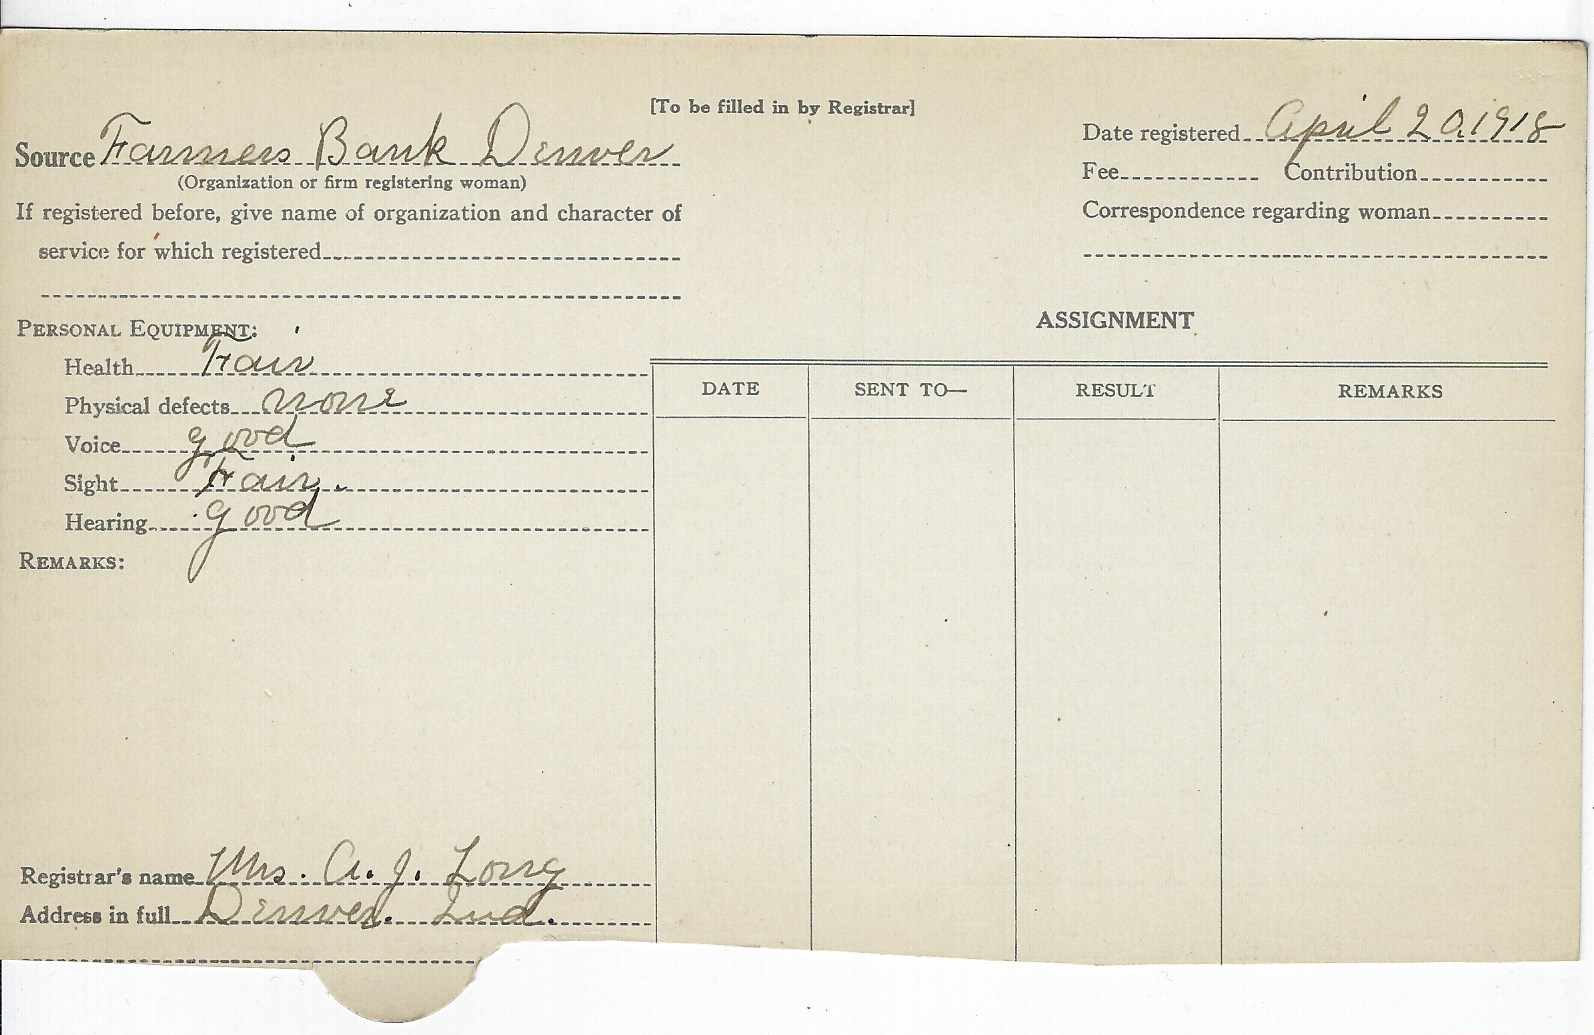 [To be filled in by Registrar]
Source Farmers Bank Denver
(Organization or firm registering woman)
If registered before, give name of organization and character of
service for which registered
Date registered April 20, 1918
Fee Contribution
Correspondence regarding woman
PERSONAL EQUIPMENT:
Health Fair
Physical defects none
Voice good
Sight Fair.
Hearing good
REMARKS:
Registrar's name Mrs. A. J. Long
Address in full Denver. Ind.
ASSIGNMENT
DATE SENT TO— RESULT REMARKS